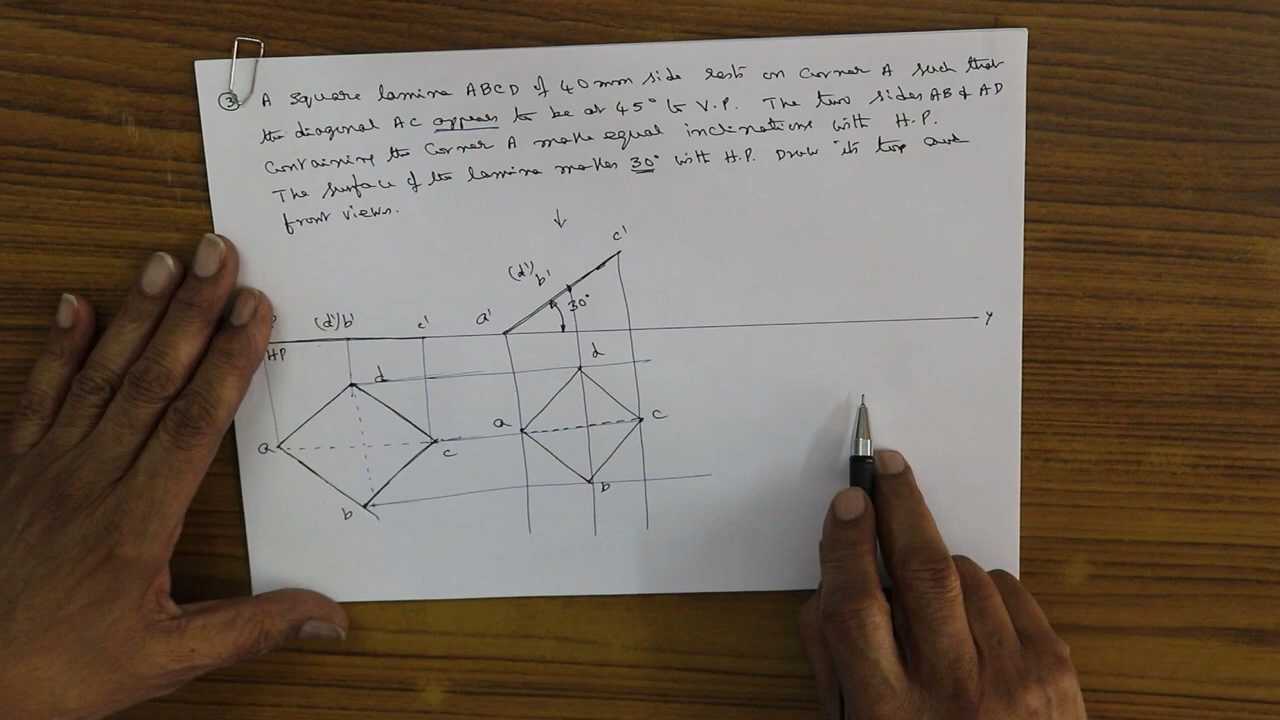 3 A square lamina ABCD of 40mm side rests on corner A such that
the diagonal AC appears to be at 45° to V.P. The two sides AB & AD
containing the corner A make equal inclinations with H.P.
The surface of the lamina makes 30° with H.P. Draw its top and
front views.
c'
(d') b'
30°
(d')b' c' a' y
HP
d d
a c a c
b b